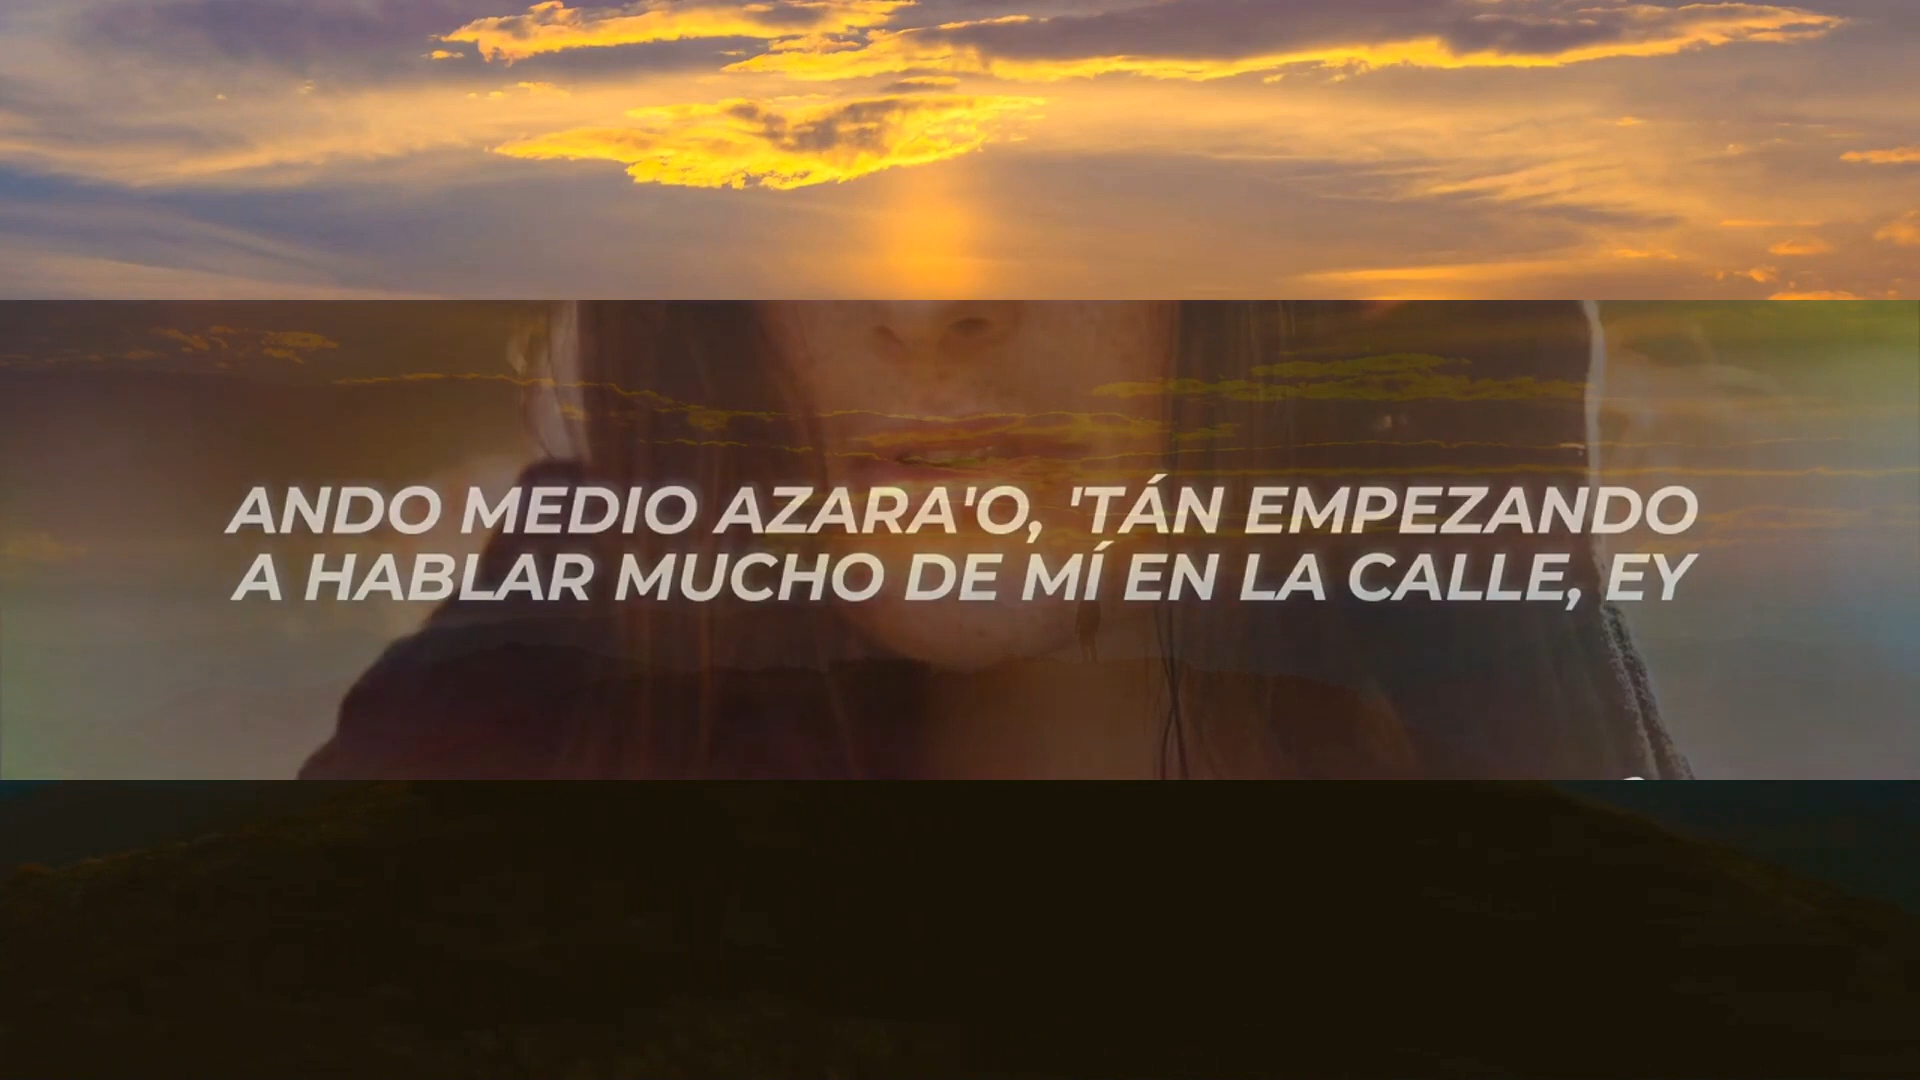 ANDO MEDIO AZARA'O, 'TÁN EMPEZANDO
A HABLAR MUCHO DE MÍ EN LA CALLE, EY